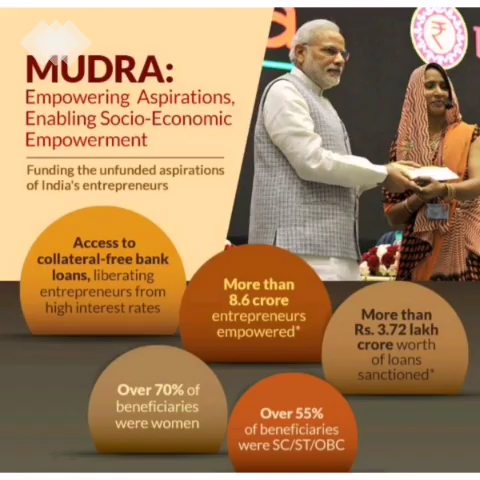 MUDRA:
Empowering Aspirations,
Enabling Socio-Economic
Empowerment
Funding the unfunded aspirations
of India's entrepreneurs
Access to
collateral-free bank
loans, liberating
entrepreneurs from
high interest rates
More than
8.6 crore
entrepreneurs
empowered*
More than
Rs. 3.72 lakh
crore worth
of loans
sanctioned*
Over 70% of
beneficiaries
were women
Over 55%
of beneficiaries
were SC/ST/OBC